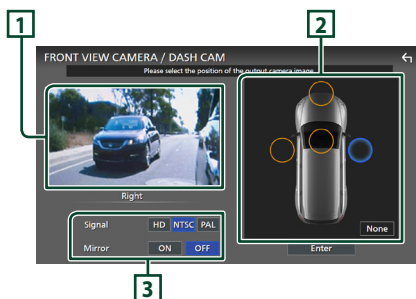 1
2
FRONT VIEW CAMERA / DASH CAM
Please select the position of the output camera image.
Right
Signal HD NTSC PAL
None
Mirror ON OFF
Enter
3